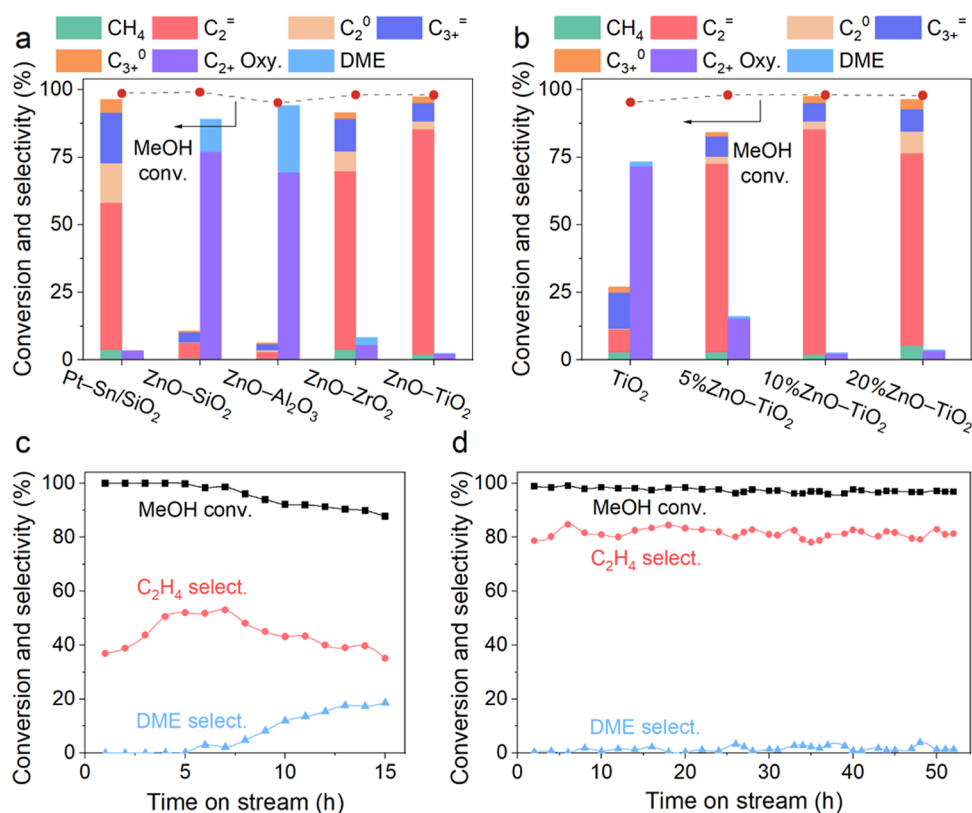 a
CH₄ C₂⁼ C₂⁰ C₃₊⁼
C₃₊⁰ C₂₊ Oxy. DME
Conversion and selectivity (%)
100
75
50
25
0
MeOH
conv.
Pt–Sn/SiO₂
ZnO–SiO₂
ZnO–Al₂O₃
ZnO–ZrO₂
ZnO–TiO₂
b
CH₄ C₂⁼ C₂⁰ C₃₊⁼
C₃₊⁰ C₂₊ Oxy. DME
Conversion and selectivity (%)
100
75
50
25
0
MeOH
conv.
TiO₂
5%ZnO–TiO₂
10%ZnO–TiO₂
20%ZnO–TiO₂
c
Conversion and selectivity (%)
100
80
60
40
20
0
MeOH conv.
C₂H₄ select.
DME select.
0 5 10 15
Time on stream (h)
d
Conversion and selectivity (%)
100
80
60
40
20
0
MeOH conv.
C₂H₄ select.
DME select.
0 10 20 30 40 50
Time on stream (h)